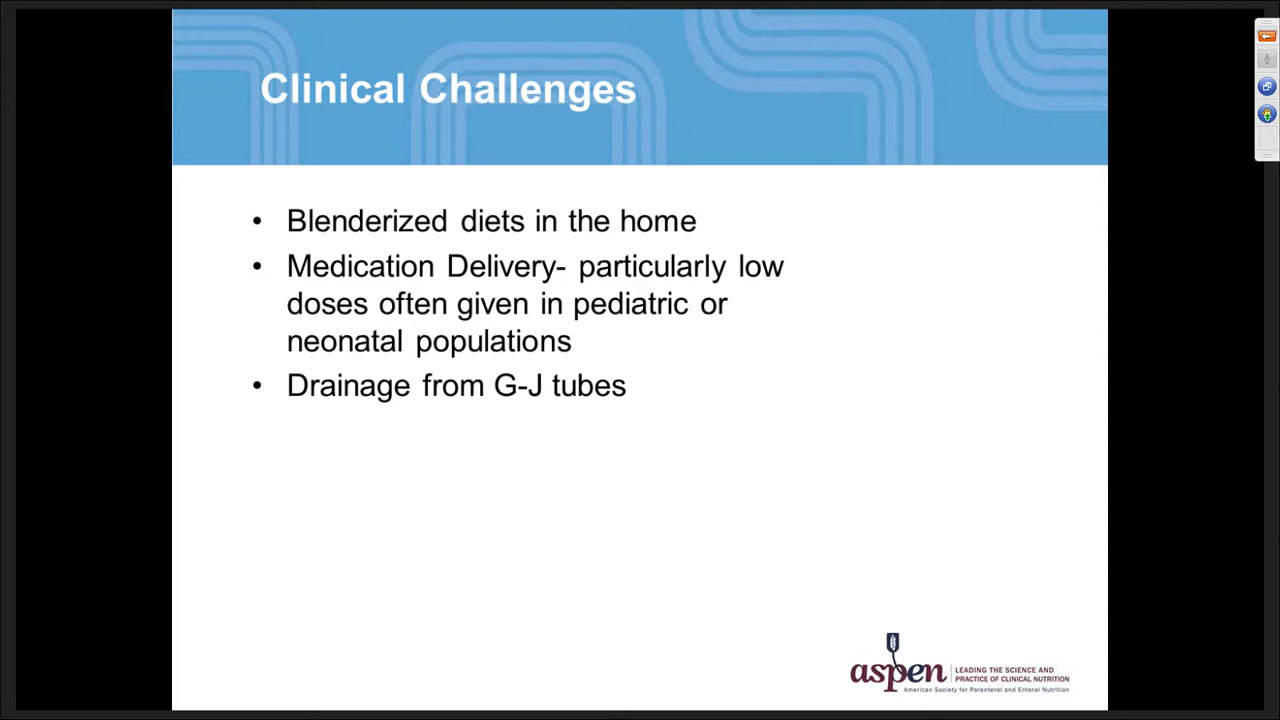 Clinical Challenges
• Blenderized diets in the home
• Medication Delivery- particularly low
doses often given in pediatric or
neonatal populations
• Drainage from G-J tubes
aspen
LEADING THE SCIENCE AND
PRACTICE OF CLINICAL NUTRITION
American Society for Parenteral and Enteral Nutrition